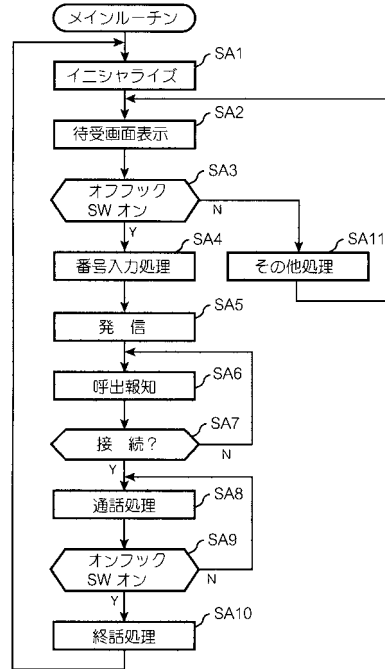 メインルーチン
SA1
イニシャライズ
SA2
待受画面表示
SA3
オフフック
SW オン
N
Y
SA4
番号入力処理
SA11
その他処理
SA5
発 信
SA6
呼出報知
SA7
接 続?
N
Y
SA8
通話処理
SA9
オンフック
SW オン
N
Y
SA10
終話処理